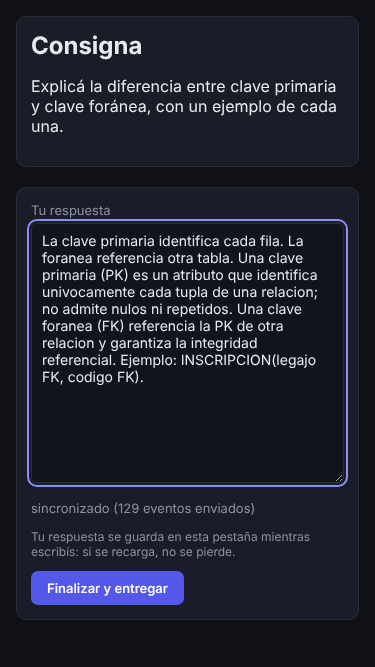 Consigna
Explicá la diferencia entre clave primaria
y clave foránea, con un ejemplo de cada
una.
Tu respuesta
La clave primaria identifica cada fila. La
foranea referencia otra tabla. Una clave
primaria (PK) es un atributo que identifica
univocamente cada tupla de una relacion;
no admite nulos ni repetidos. Una clave
foranea (FK) referencia la PK de otra
relacion y garantiza la integridad
referencial. Ejemplo: INSCRIPCION(legajo
FK, codigo FK).
sincronizado (129 eventos enviados)
Tu respuesta se guarda en esta pestaña mientras
escribís: si se recarga, no se pierde.
Finalizar y entregar